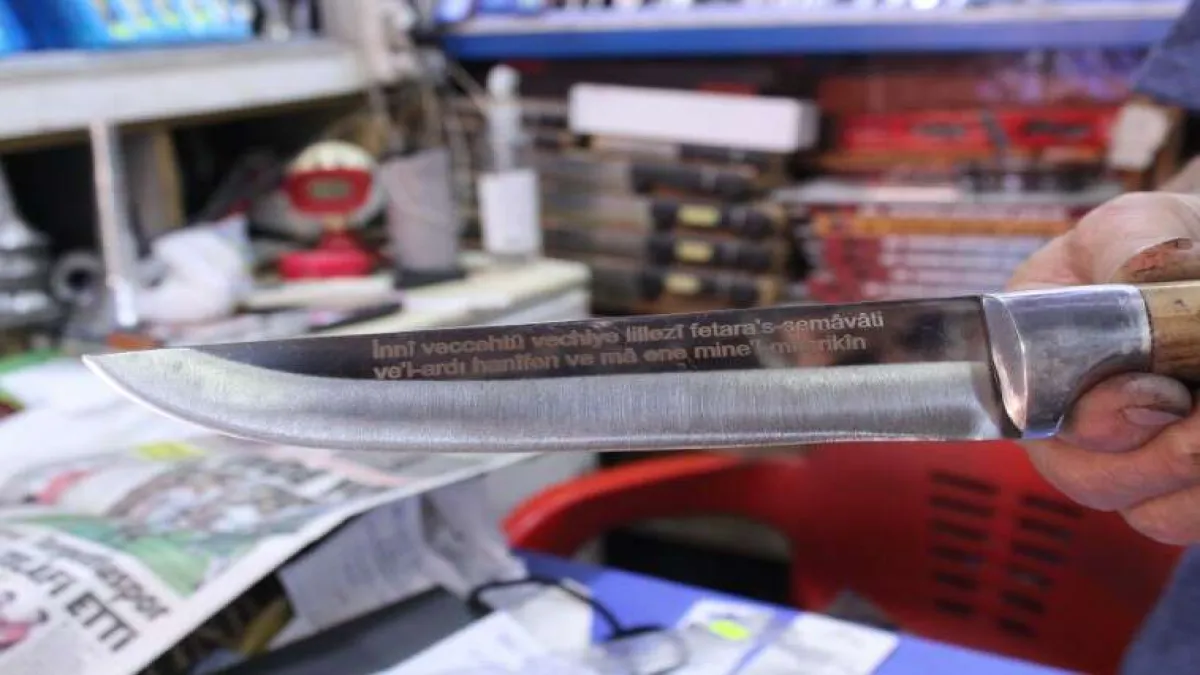 İnnî veccehtü vechiye lillezî fetara's-semâvâti
ve'l-ardı hanîfen ve mâ ene mine'l-müşrikîn
ETTİ